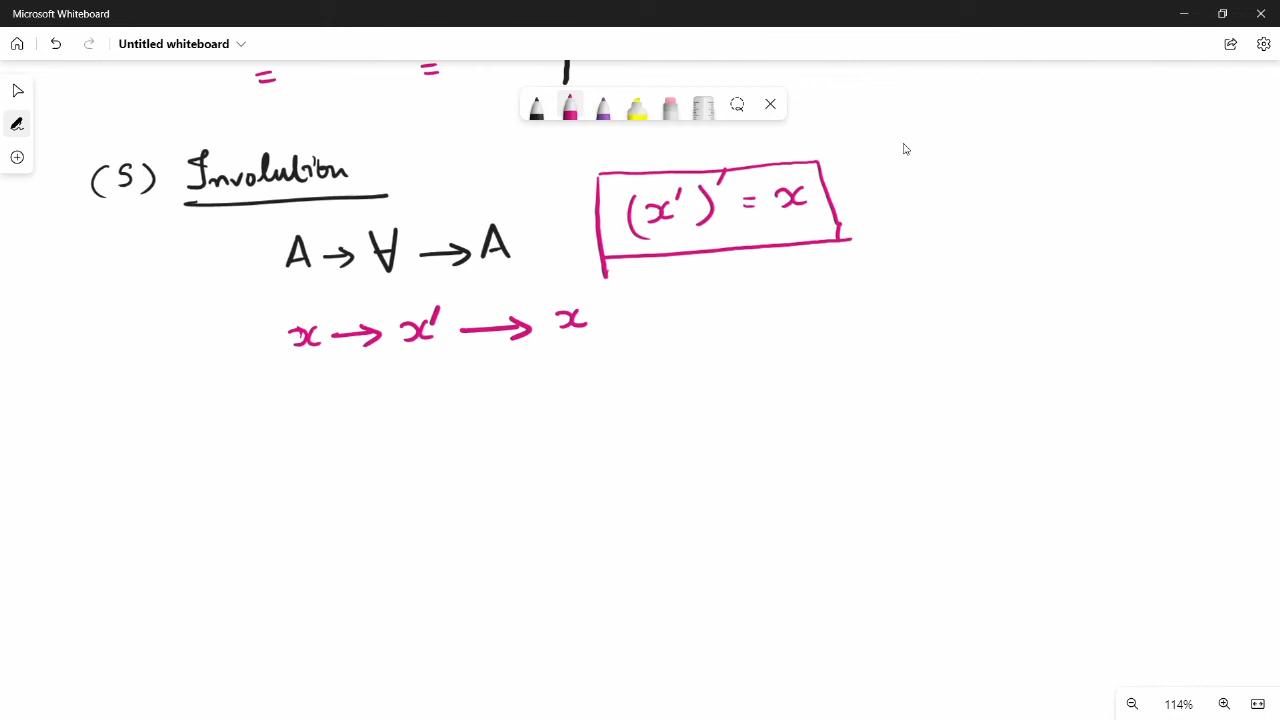 Microsoft Whiteboard
Untitled whiteboard
= =
(5) Involution
(x')' = x
A → ∀ → A
x → x' → x
114%